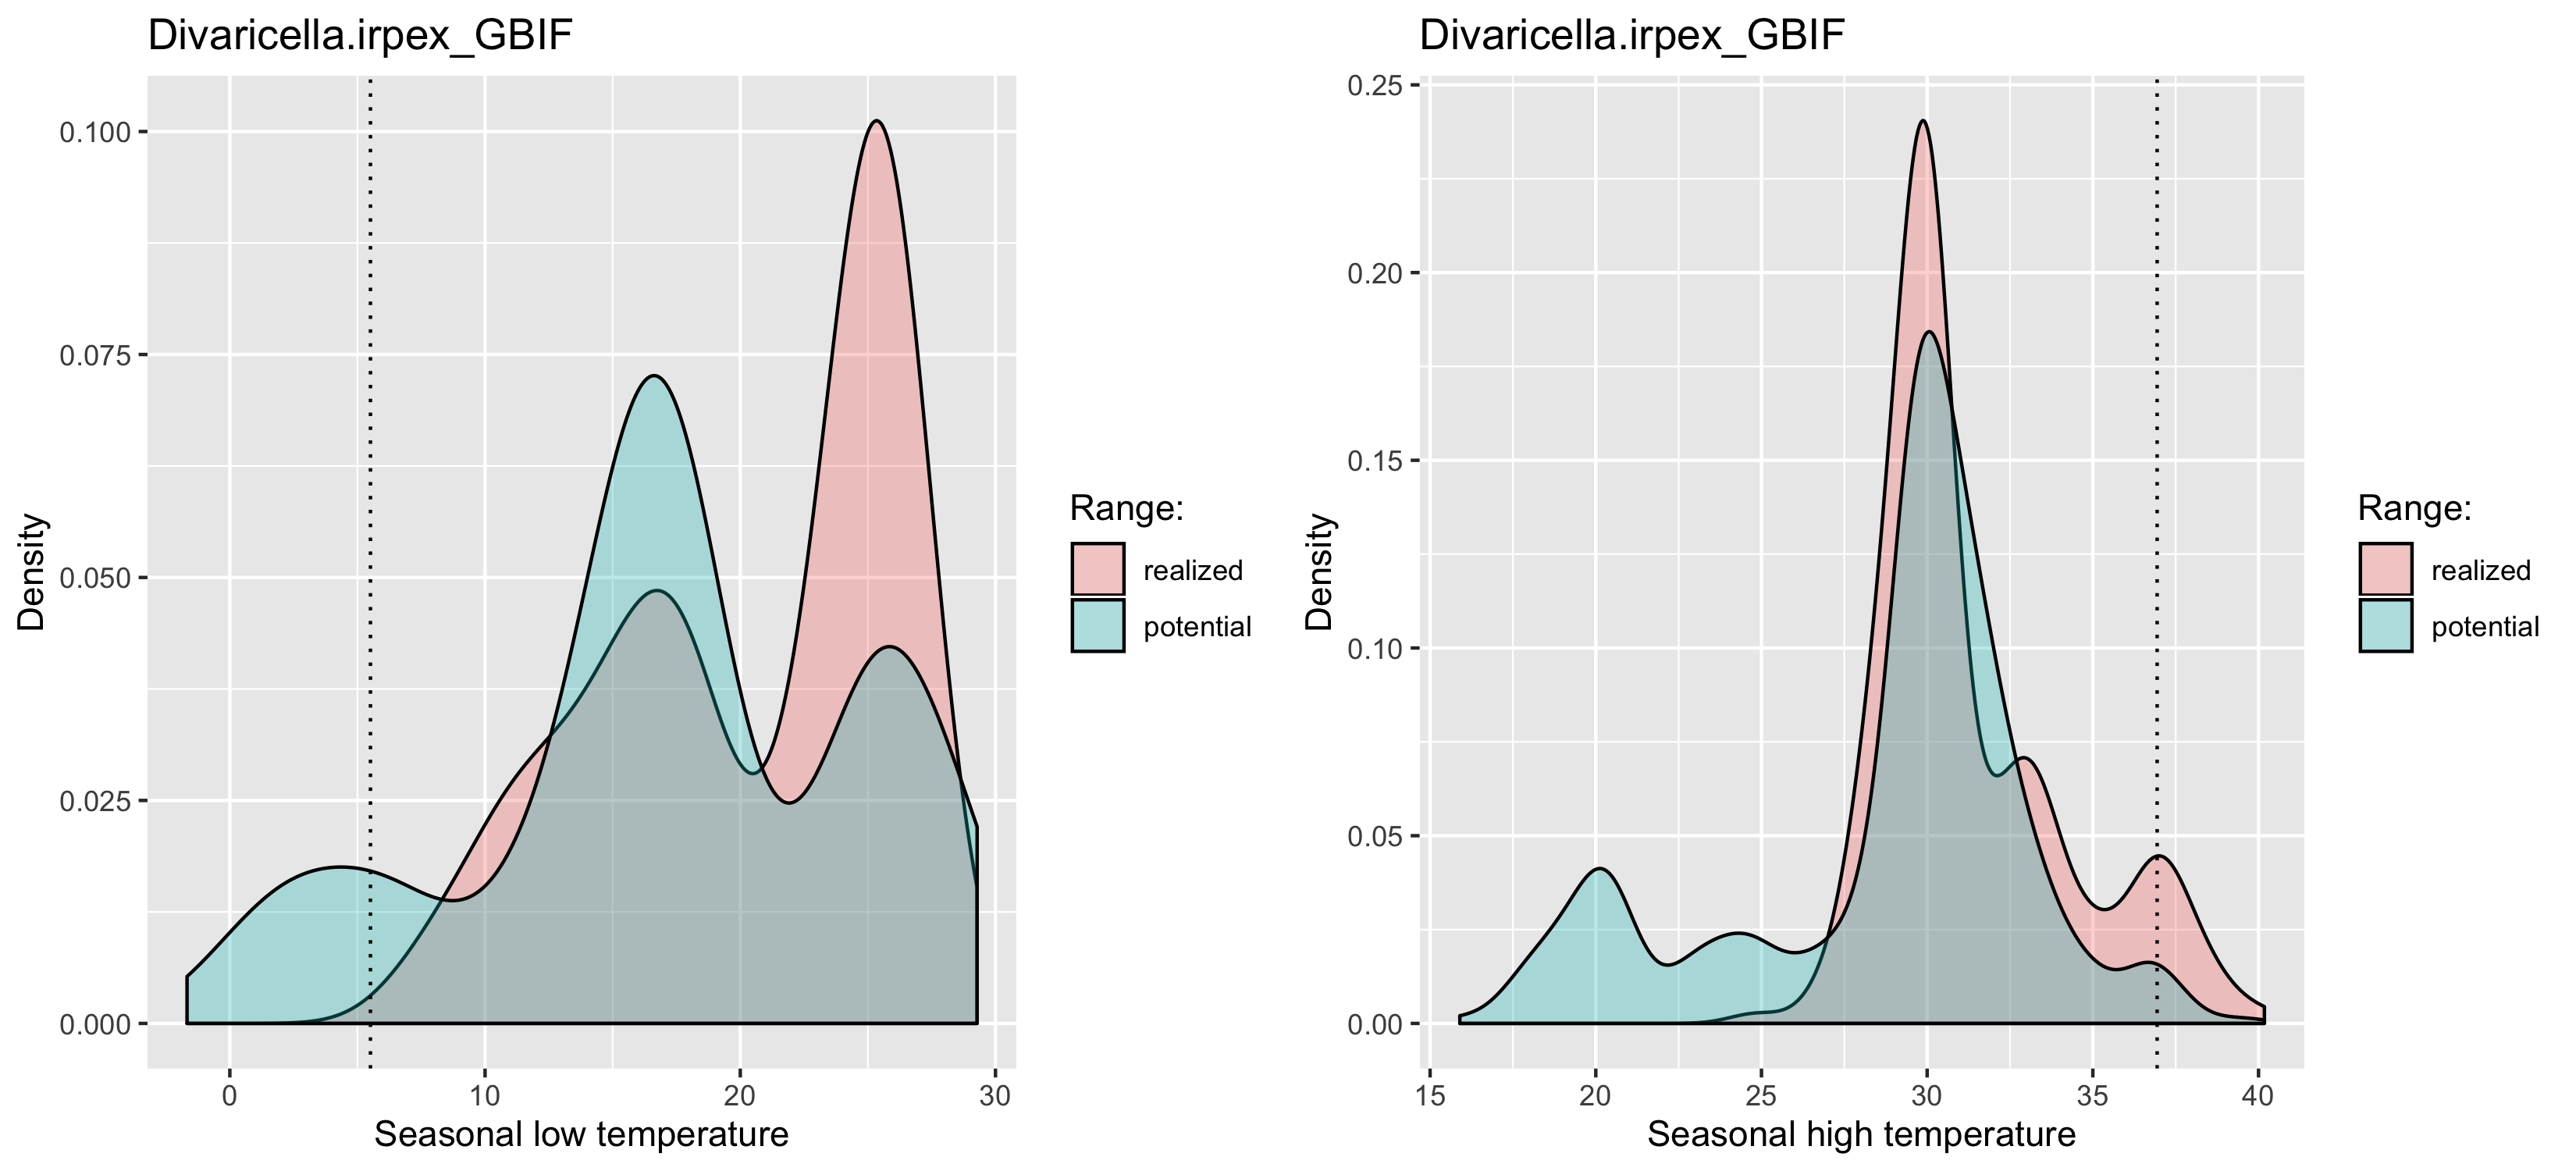 Divaricella.irpex_GBIF
0.100
0.075
0.050
0.025
0.000
Density
0 10 20 30
Seasonal low temperature
Range:
realized
potential
Divaricella.irpex_GBIF
0.25
0.20
0.15
0.10
0.05
0.00
Density
15 20 25 30 35 40
Seasonal high temperature
Range:
realized
potential